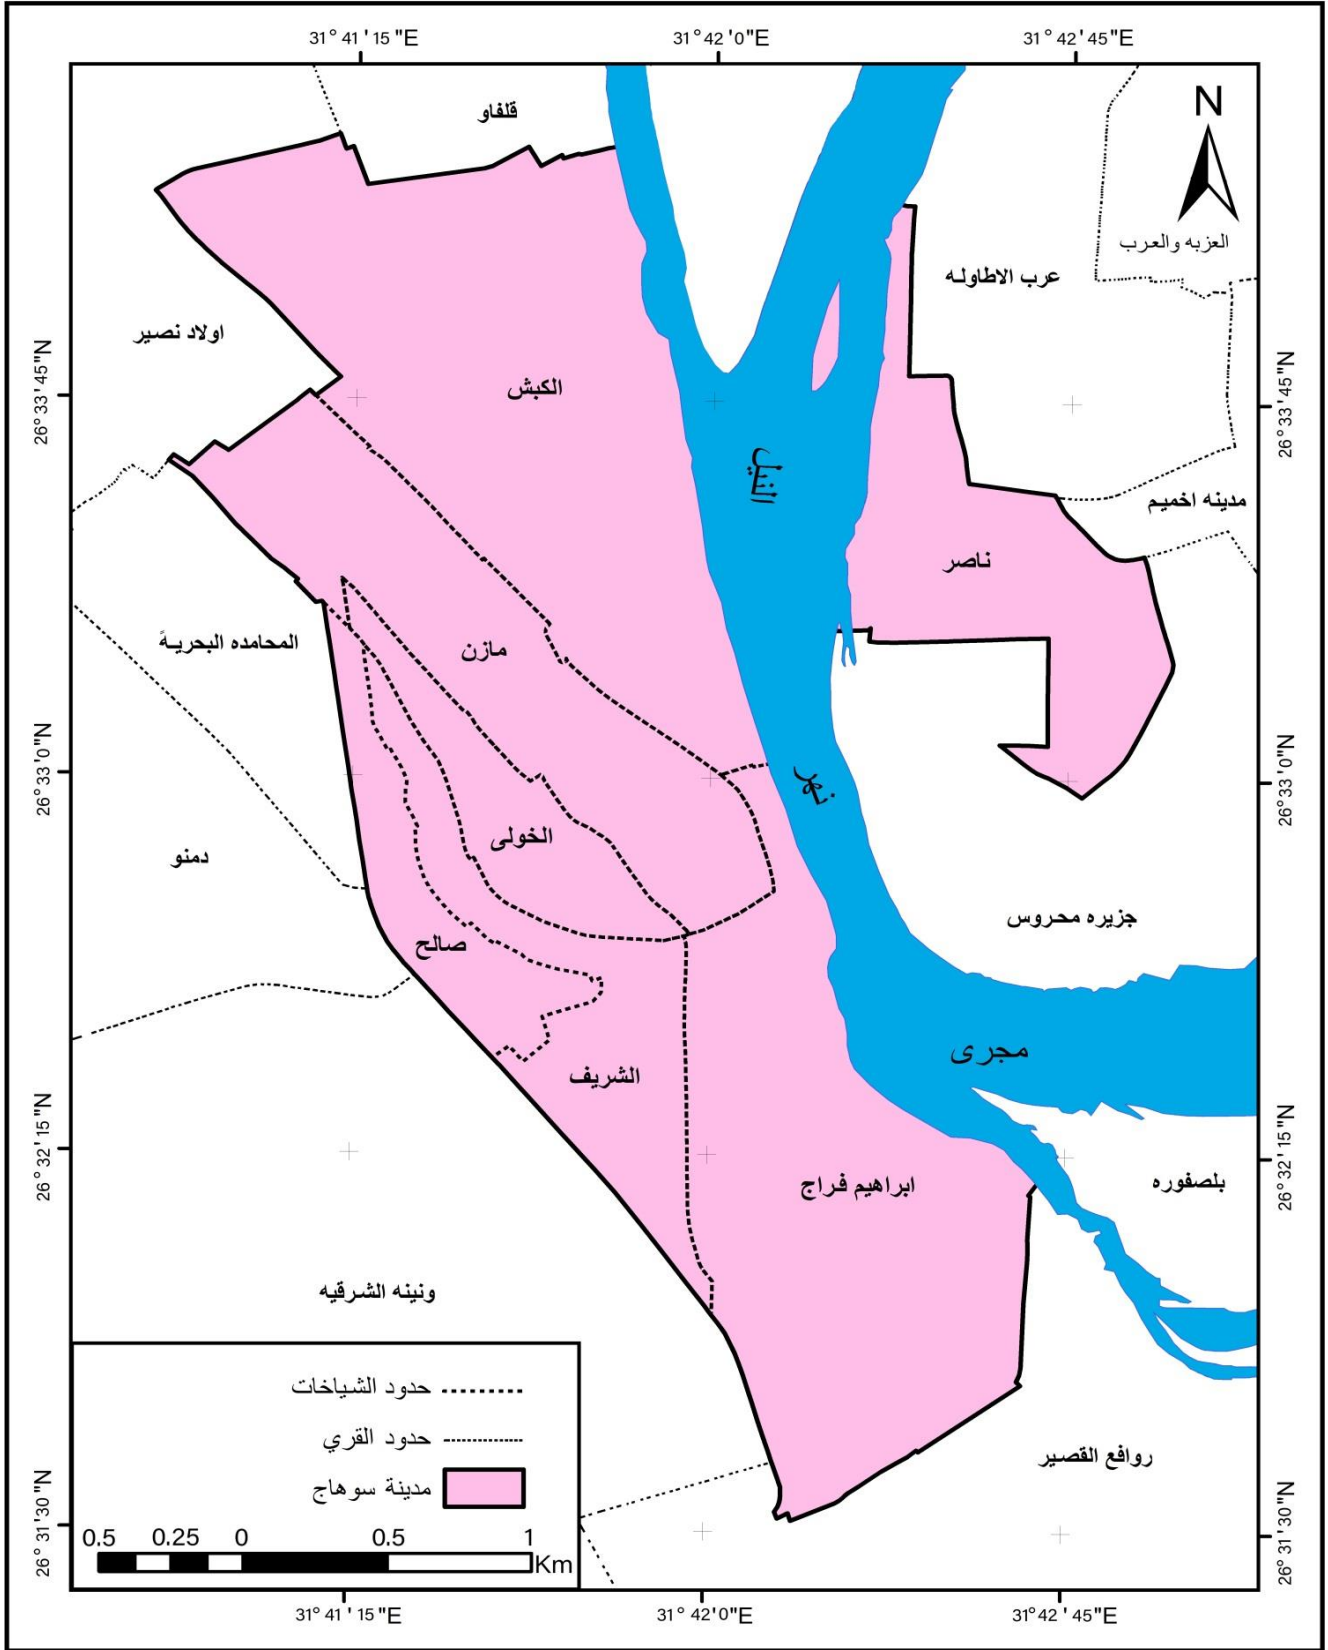 31° 41 ' 15 "E
31° 42 ' 0"E
31° 42 ' 45"E
N
قلفاو
العزبه والعرب
عرب الاطاوله
اولاد نصير
26° 33 ' 45"N
26° 33 ' 45"N
الكبش
النيل
مدينه اخميم
ناصر
المحامده البحرية
مازن
26° 33 ' 0"N
26° 33 ' 0"N
نهر
الخولى
دمنو
جزيره محروس
صالح
مجرى
الشريف
26° 32 ' 15 "N
26° 32 ' 15 "N
ابراهيم فراج
بلصفوره
ونينه الشرقيه
حدود الشياخات
حدود القري
روافع القصير
مدينة سوهاج
26° 31 ' 30 "N
26° 31 ' 30 "N
0.5 0.25 0 0.5 1
Km
31° 41 ' 15 "E
31° 42 ' 0"E
31° 42 ' 45"E